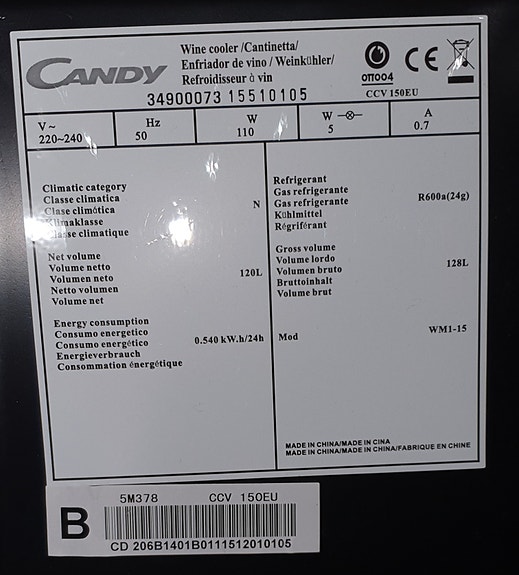 CANDY
Wine cooler /Cantinetta/
Enfriador de vino / Weinkühler/
Refroidisseur à vin
34900073 15510105
OTT004
CE
CCV 150EU
V~
220~240
Hz
50
W
110
W
5
A
0.7
Climatic category
Classe climatica
Clase climática
Klimaklasse
Classe climatique
N
Net volume
Volume netto
Volumen neto
Netto volumen
Volume net
120L
Energy consumption
Consumo energetico
Consumo energético
Energieverbrauch
Consommation énergétique
0.540 kW.h/24h
Refrigerant
Gas refrigerante
Gas refrigerante
Kühlmittel
Régriférant
R600a(24g)
Gross volume
Volume lordo
Volumen bruto
Bruttoinhalt
Volume brut
128L
Mod
WM1-15
MADE IN CHINA/MADE IN CINA
MADE IN CHINA/MADE IN CHINA/FABRIQUE EN CHINE
5M378 CCV 150EU
B
CD 206B1401B0111512010105